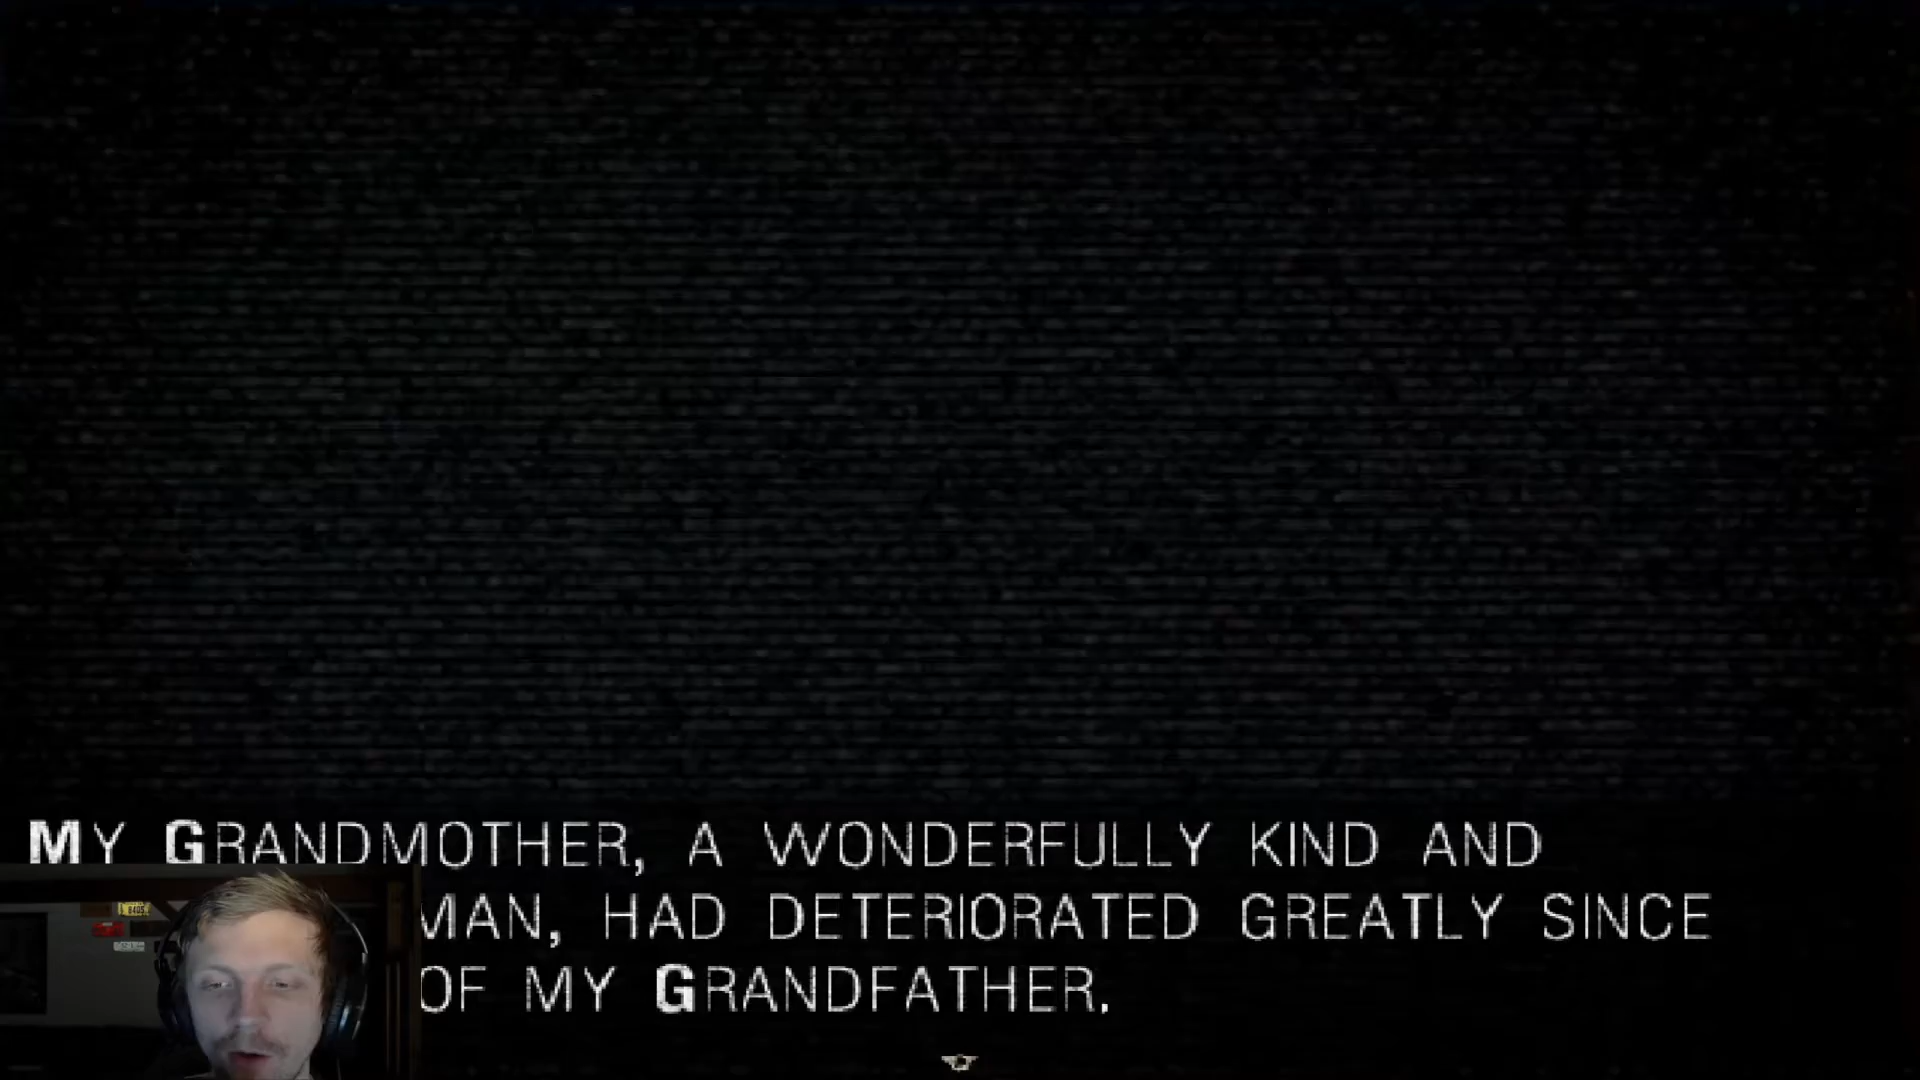 My Grandmother, a wonderfully kind and
man, had deteriorated greatly since
of my Grandfather.